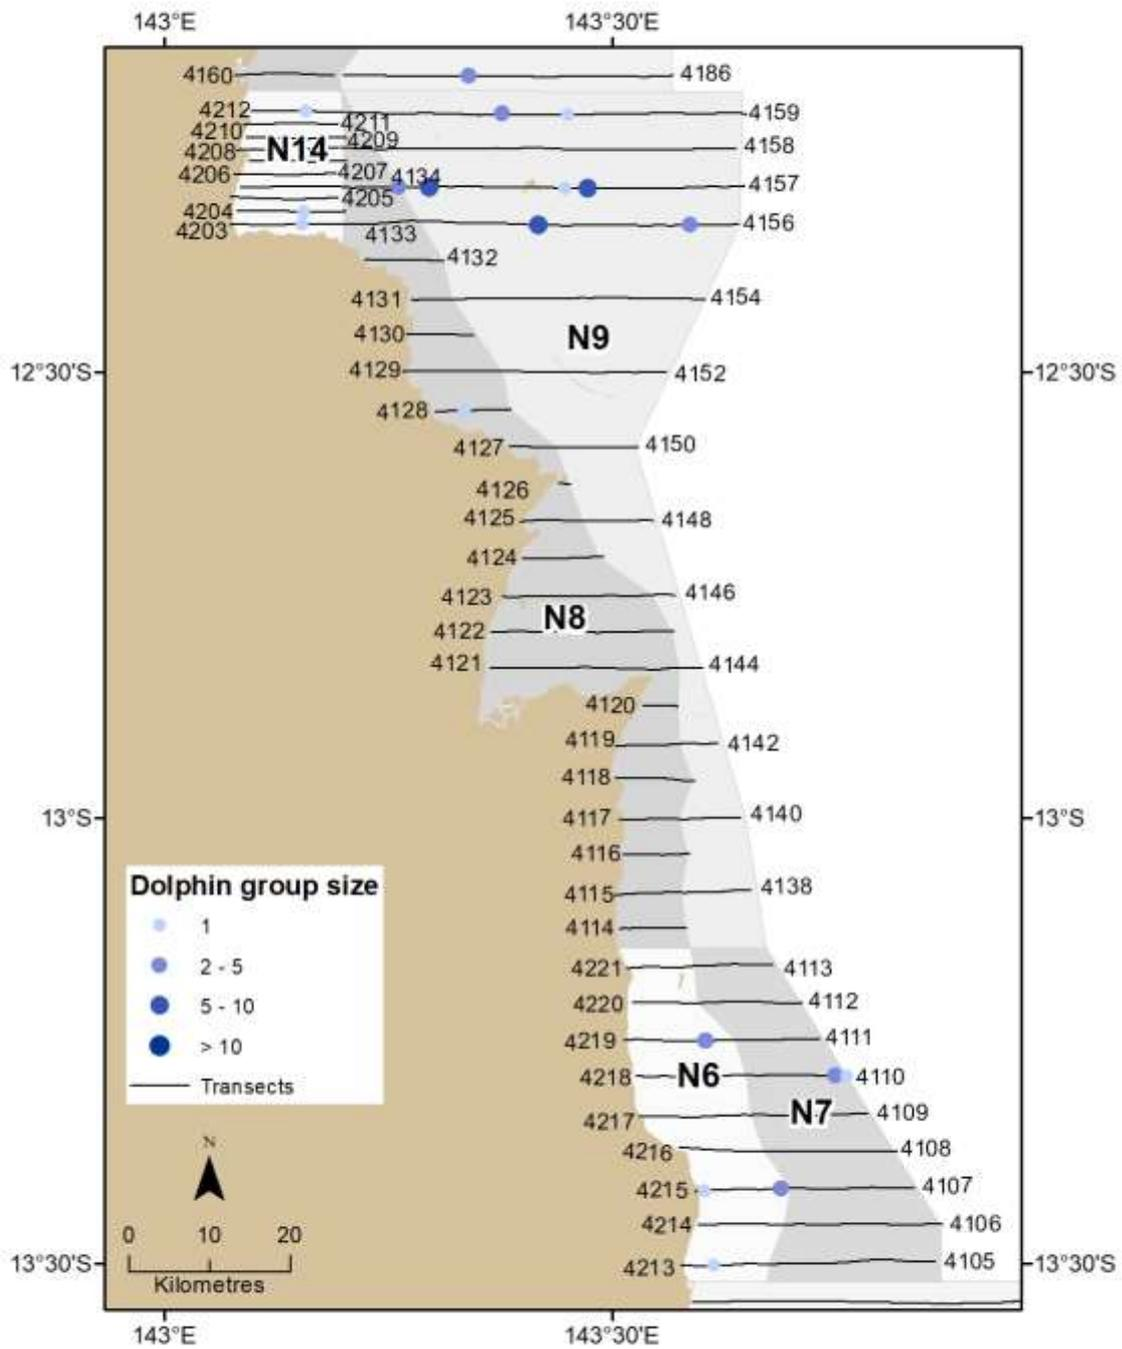 143°E 143°30'E
4160 4186
4212 4159
4211
4210 4209
4208 N14 4158
4206 4207 4134 4157
4205
4204 4156
4203 4133
4132
4131 4154
4130 N9
12°30'S 4129 4152 12°30'S
4128
4127 4150
4126
4125 4148
4124
4123 4146
N8
4122
4121 4144
4120
4119 4142
4118
13°S 4117 4140 13°S
4116
4115 4138
4114
4221 4113
4220 4112
4219 4111
4218 N6 4110
4217 N7 4109
4216 4108
4215 4107
4214 4106
13°30'S 4213 4105 13°30'S
Dolphin group size
1
2 - 5
5 - 10
> 10
Transects
N
0 10 20
Kilometres
143°E 143°30'E